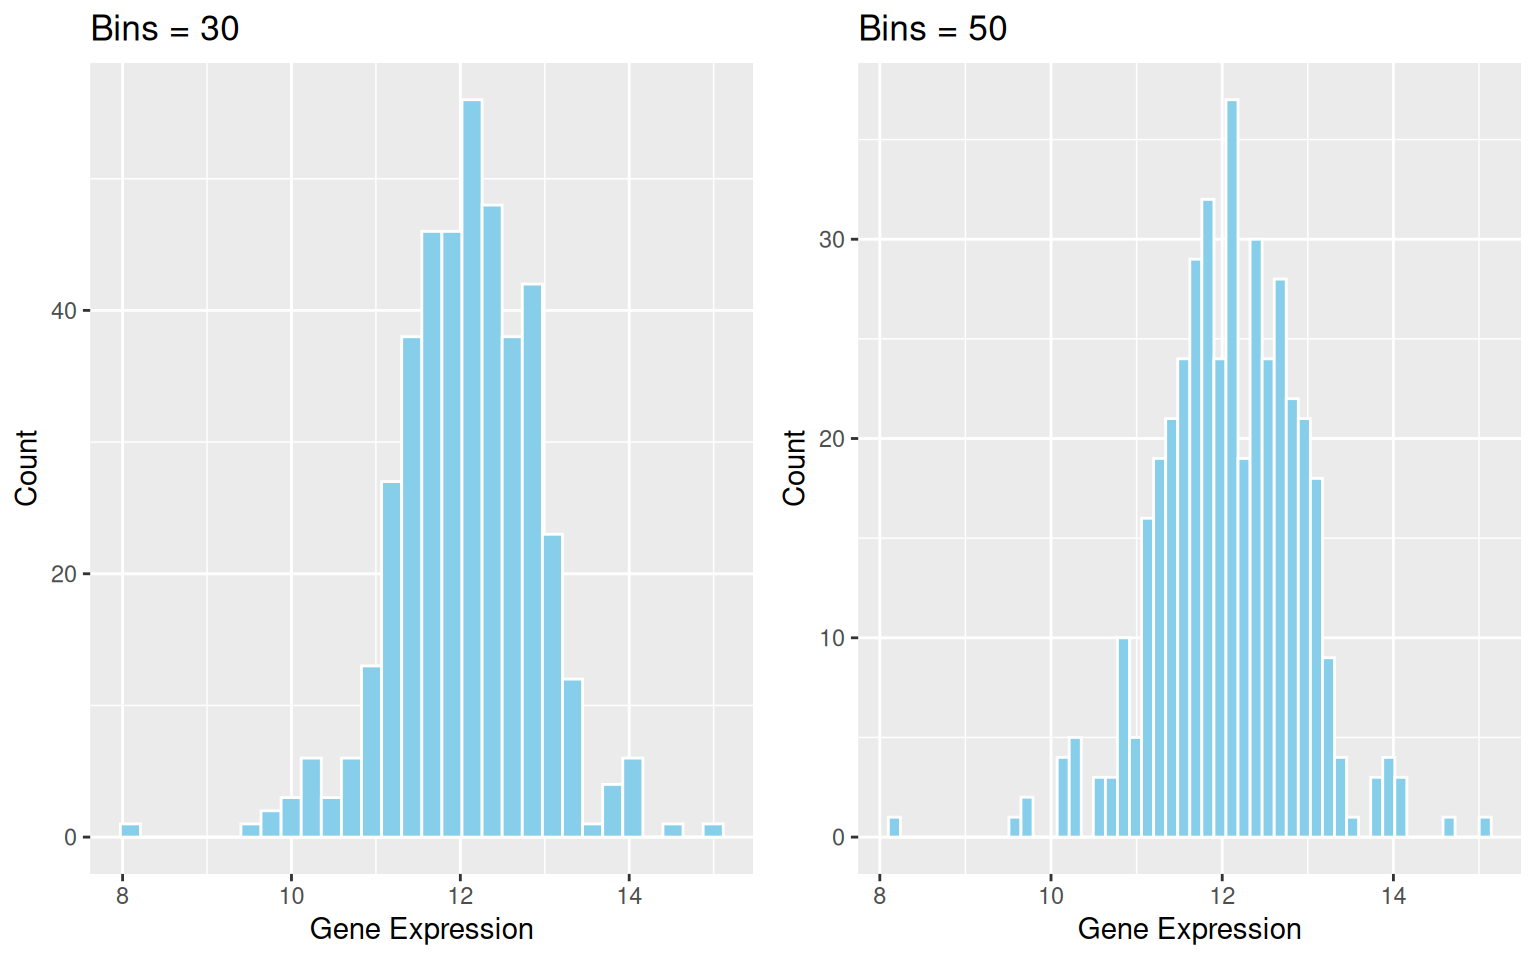 Bins = 30
Count
40
20
0
8 10 12 14
Gene Expression
Bins = 50
Count
30
20
10
0
8 10 12 14
Gene Expression